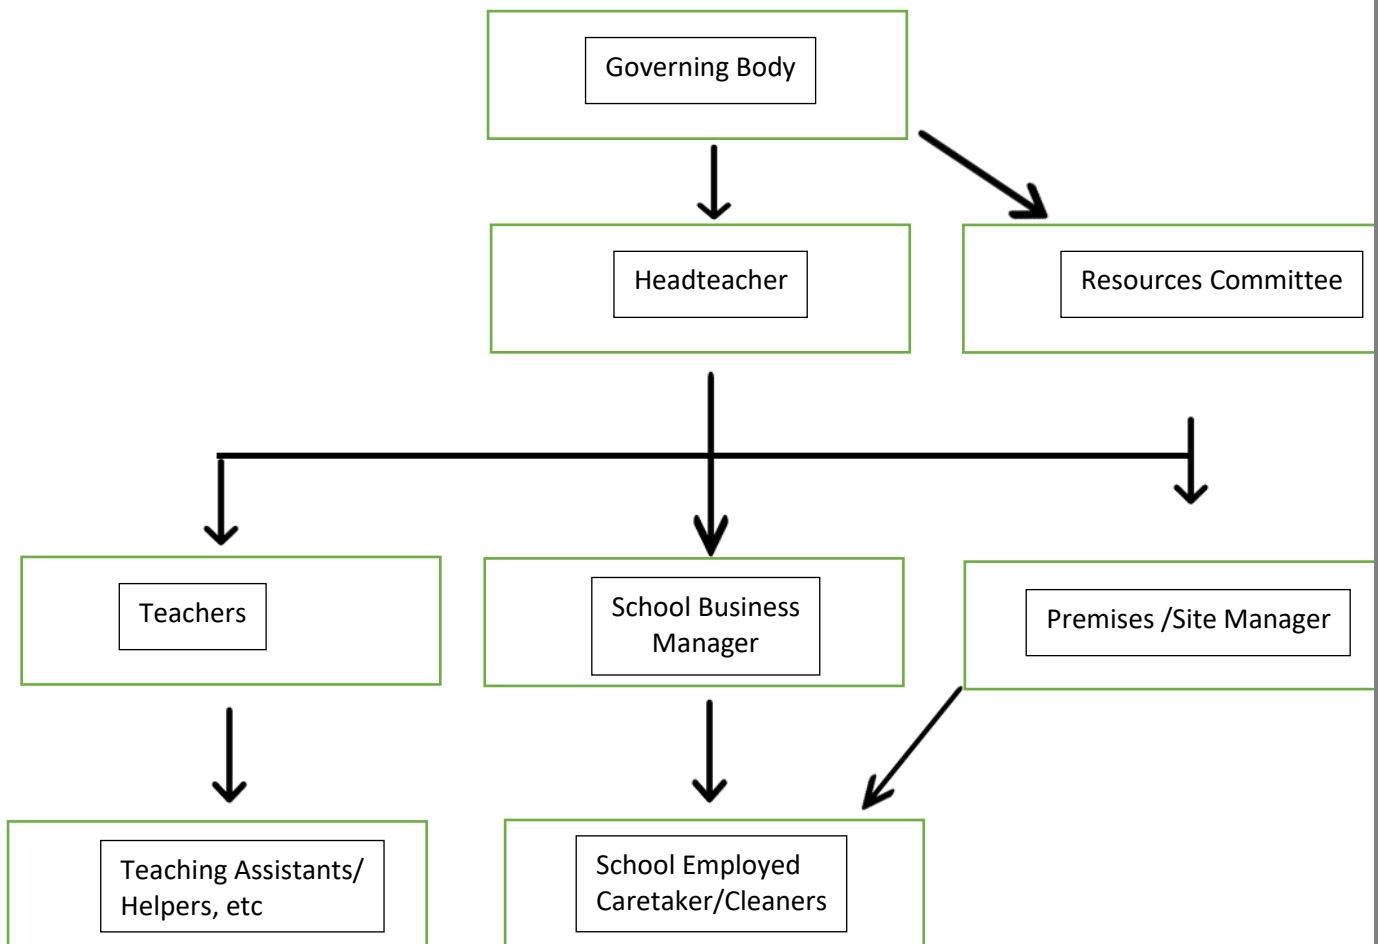 Governing Body
Headteacher
Resources Committee
Teachers
School Business
Manager
Premises /Site Manager
Teaching Assistants/
Helpers, etc
School Employed
Caretaker/Cleaners